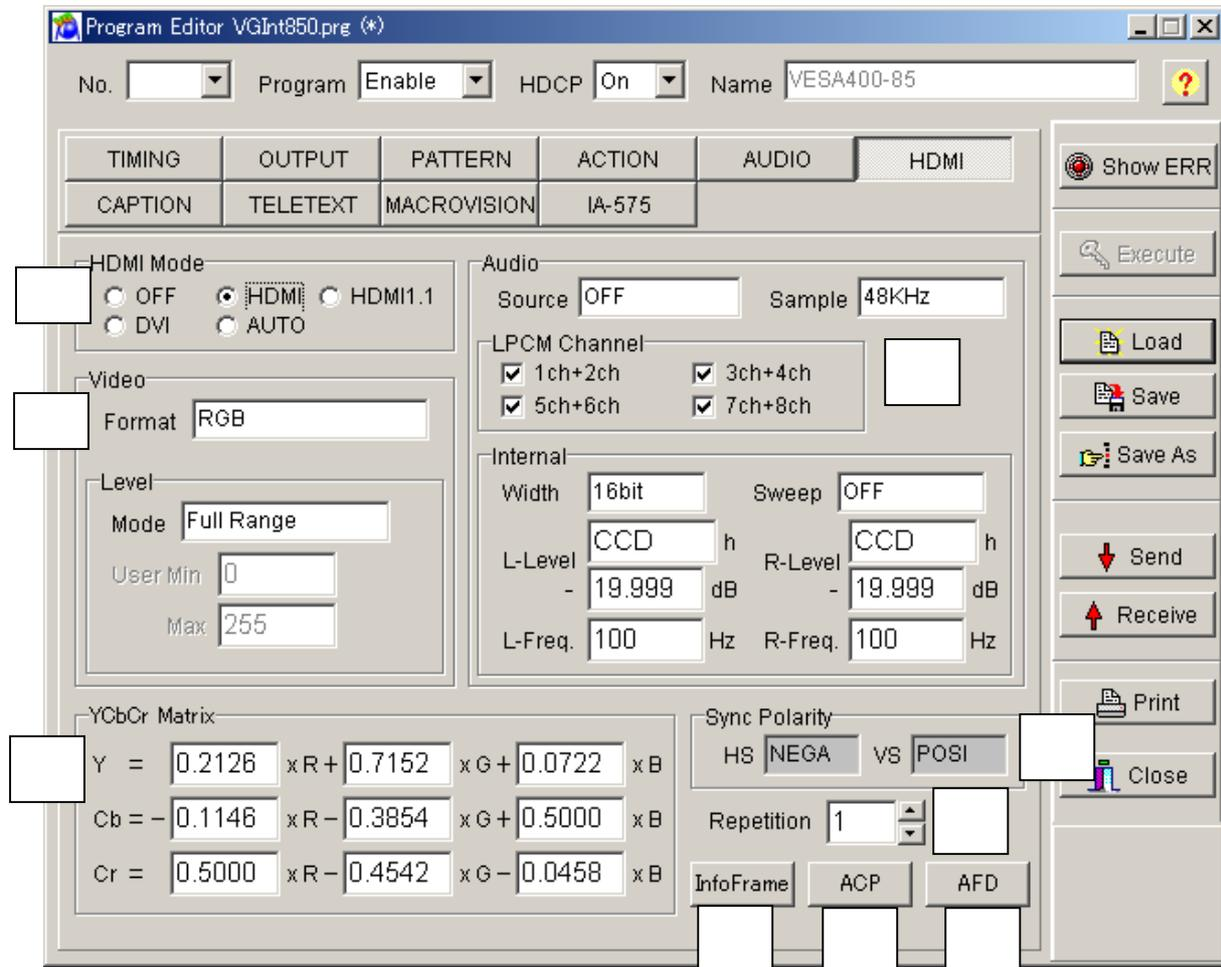 Program Editor VGInt850.prg (*)
No. Program Enable HDCP On Name VESA400-85
TIMING OUTPUT PATTERN ACTION AUDIO HDMI
CAPTION TELETEXT MACROVISION IA-575
Show ERR
Execute
Load
Save
Save As
Send
Receive
Print
Close
HDMI Mode
OFF HDMI HDMI1.1
DVI AUTO
Video
Format RGB
Level
Mode Full Range
User Min 0
Max 255
Audio
Source OFF Sample 48KHz
LPCM Channel
1ch+2ch 3ch+4ch
5ch+6ch 7ch+8ch
Internal
Width 16bit Sweep OFF
L-Level CCD h R-Level CCD h
- 19.999 dB - 19.999 dB
L-Freq. 100 Hz R-Freq. 100 Hz
YCbCr Matrix
Y = 0.2126 x R + 0.7152 x G + 0.0722 x B
Cb = - 0.1146 x R - 0.3854 x G + 0.5000 x B
Cr = 0.5000 x R - 0.4542 x G - 0.0458 x B
Sync Polarity
HS NEGA VS POSI
Repetition 1
InfoFrame ACP AFD